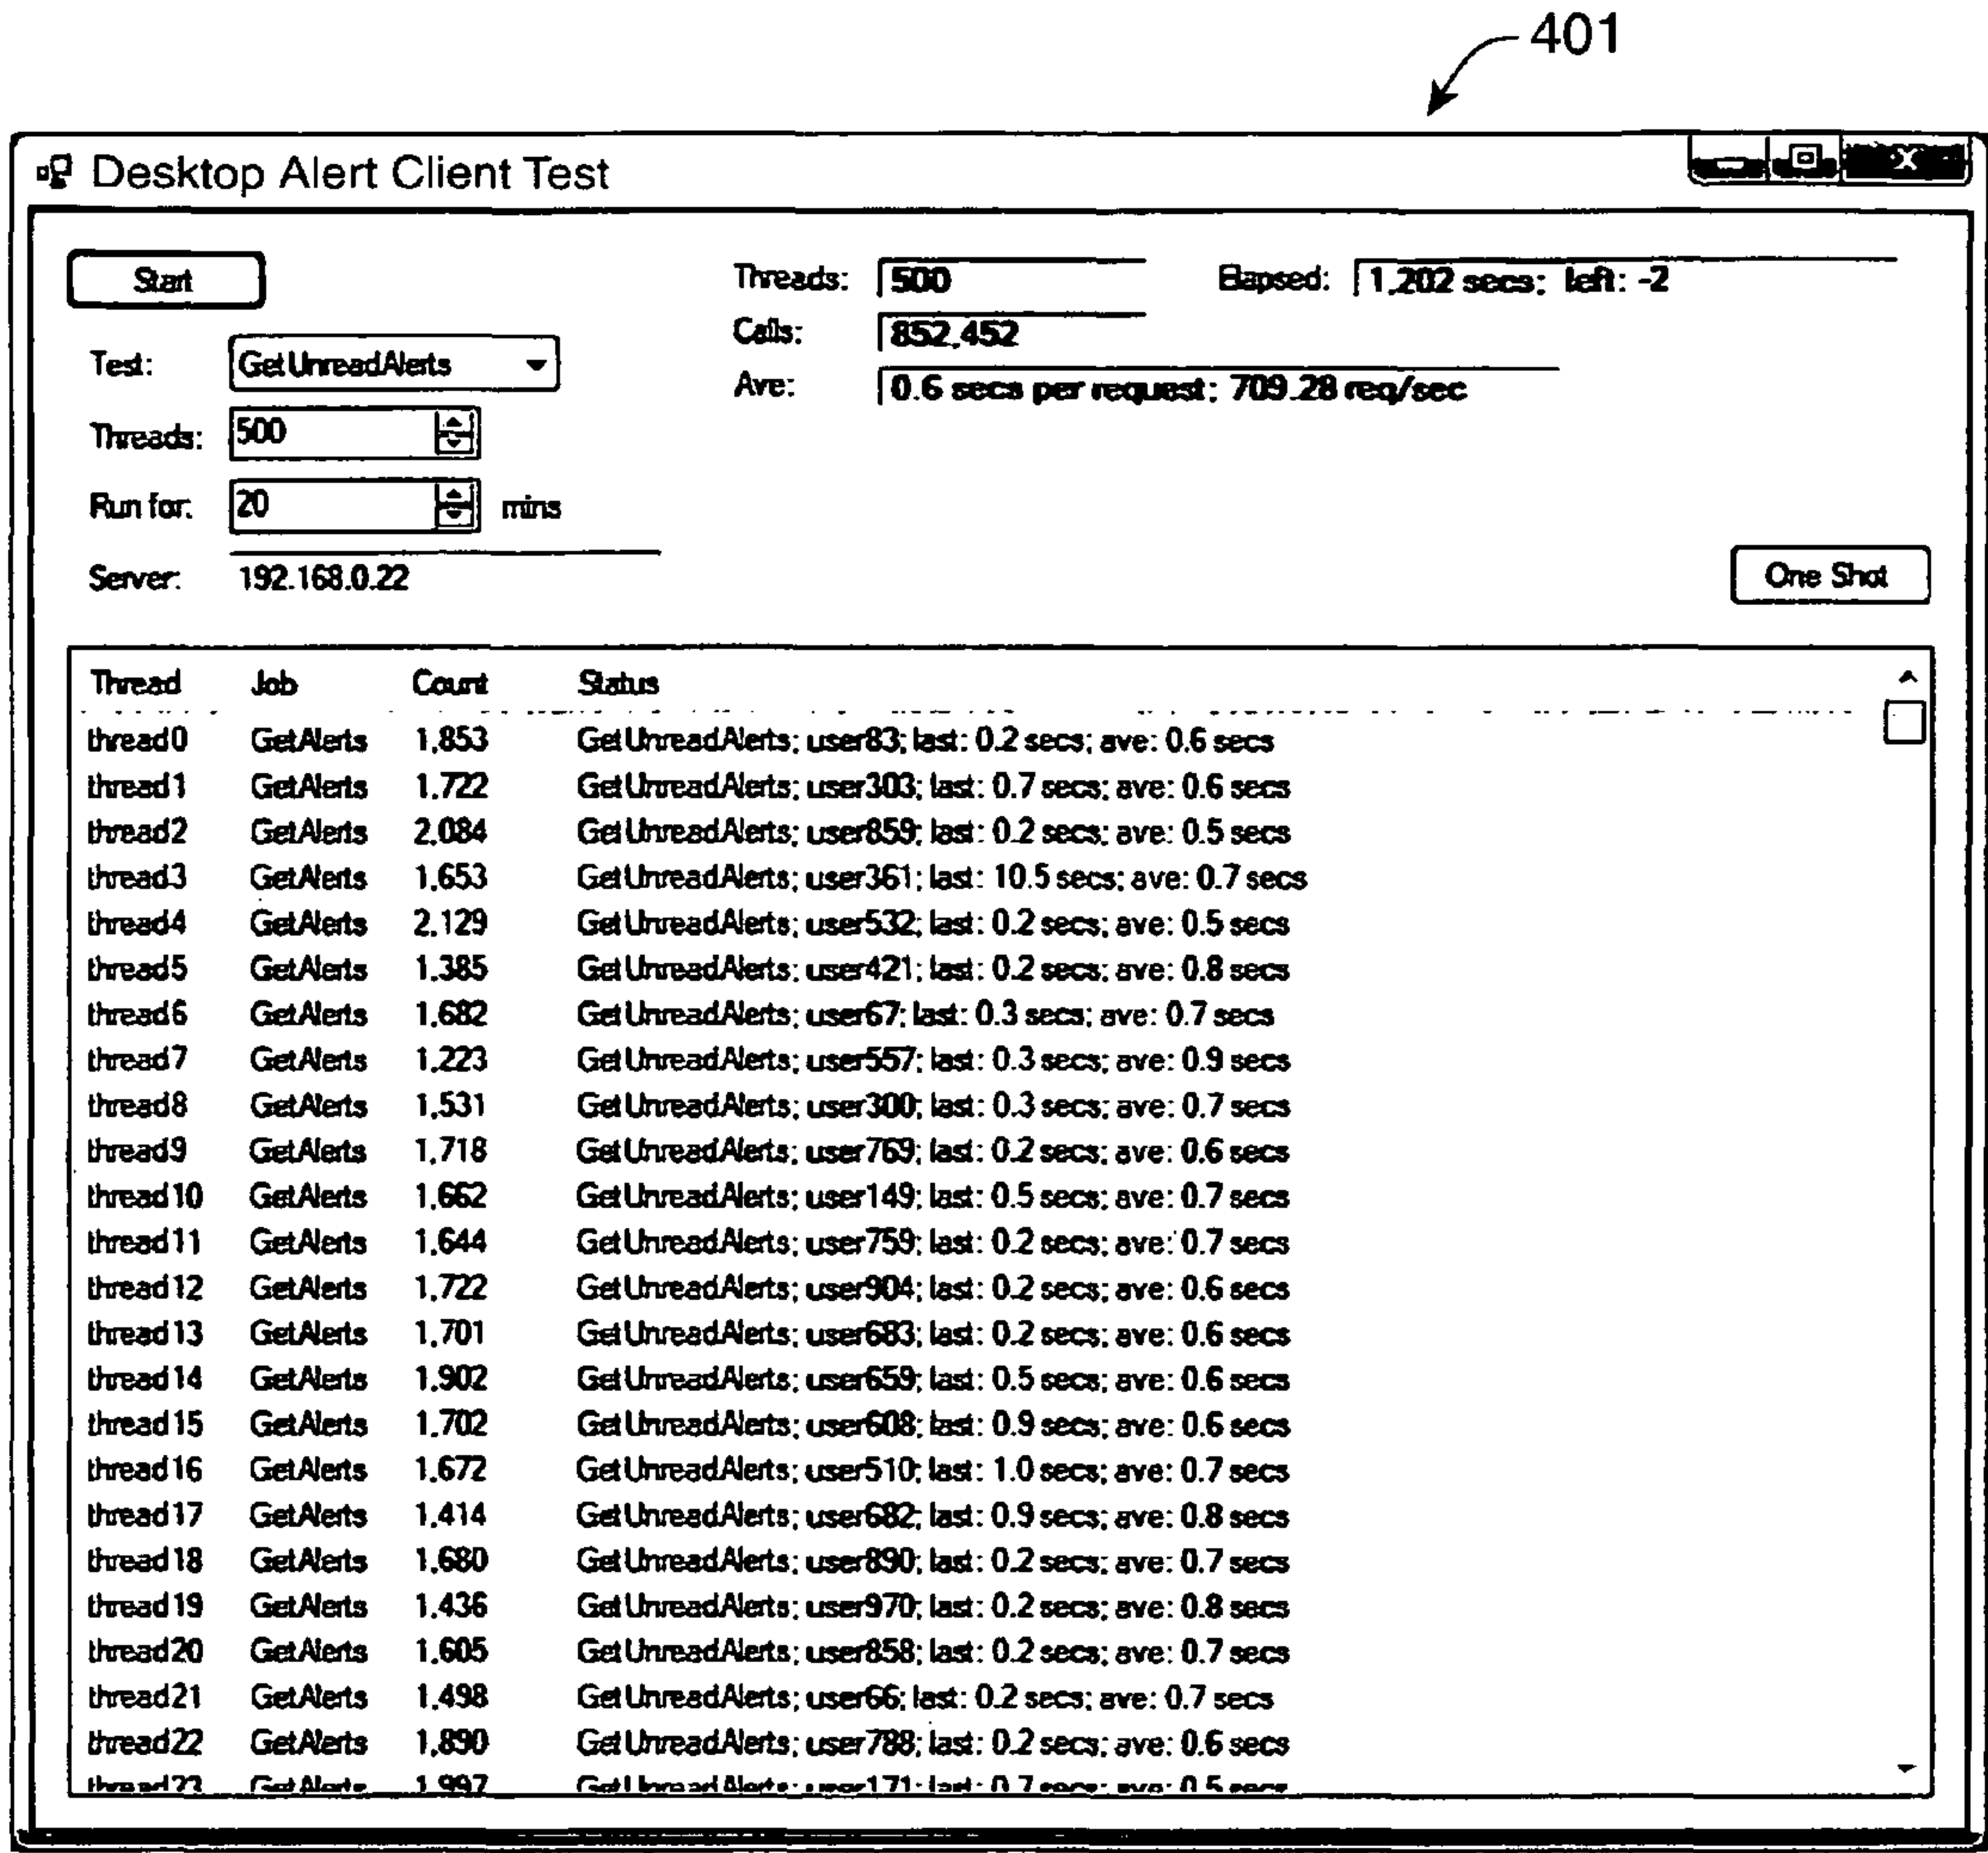 401
Desktop Alert Client Test
Start
Threads: 500 Elapsed: 1,202 secs; left: -2
Calls: 852,452
Test: GetUnreadAlerts
Ave: 0.6 secs per request; 709.28 req/sec
Threads: 500
Run for: 20 mins
Server: 192.168.0.22
One Shot
Thread Job Count Status
thread0 GetAlerts 1,853 GetUnreadAlerts; user83; last: 0.2 secs; ave: 0.6 secs
thread1 GetAlerts 1,722 GetUnreadAlerts; user303; last: 0.7 secs; ave: 0.6 secs
thread2 GetAlerts 2,084 GetUnreadAlerts; user859; last: 0.2 secs; ave: 0.5 secs
thread3 GetAlerts 1,653 GetUnreadAlerts; user361; last: 10.5 secs; ave: 0.7 secs
thread4 GetAlerts 2,129 GetUnreadAlerts; user532; last: 0.2 secs; ave: 0.5 secs
thread5 GetAlerts 1,385 GetUnreadAlerts; user421; last: 0.2 secs; ave: 0.8 secs
thread6 GetAlerts 1,682 GetUnreadAlerts; user67; last: 0.3 secs; ave: 0.7 secs
thread7 GetAlerts 1,223 GetUnreadAlerts; user557; last: 0.3 secs; ave: 0.9 secs
thread8 GetAlerts 1,531 GetUnreadAlerts; user300; last: 0.3 secs; ave: 0.7 secs
thread9 GetAlerts 1,718 GetUnreadAlerts; user769; last: 0.2 secs; ave: 0.6 secs
thread10 GetAlerts 1,662 GetUnreadAlerts; user149; last: 0.5 secs; ave: 0.7 secs
thread11 GetAlerts 1,644 GetUnreadAlerts; user759; last: 0.2 secs; ave: 0.7 secs
thread12 GetAlerts 1,722 GetUnreadAlerts; user904; last: 0.2 secs; ave: 0.6 secs
thread13 GetAlerts 1,701 GetUnreadAlerts; user683; last: 0.2 secs; ave: 0.6 secs
thread14 GetAlerts 1,902 GetUnreadAlerts; user659; last: 0.5 secs; ave: 0.6 secs
thread15 GetAlerts 1,702 GetUnreadAlerts; user608; last: 0.9 secs; ave: 0.6 secs
thread16 GetAlerts 1,672 GetUnreadAlerts; user510; last: 1.0 secs; ave: 0.7 secs
thread17 GetAlerts 1,414 GetUnreadAlerts; user682; last: 0.9 secs; ave: 0.8 secs
thread18 GetAlerts 1,680 GetUnreadAlerts; user890; last: 0.2 secs; ave: 0.7 secs
thread19 GetAlerts 1,436 GetUnreadAlerts; user970; last: 0.2 secs; ave: 0.8 secs
thread20 GetAlerts 1,605 GetUnreadAlerts; user858; last: 0.2 secs; ave: 0.7 secs
thread21 GetAlerts 1,498 GetUnreadAlerts; user66; last: 0.2 secs; ave: 0.7 secs
thread22 GetAlerts 1,890 GetUnreadAlerts; user788; last: 0.2 secs; ave: 0.6 secs
thread23 GetAlerts 1,997 GetUnreadAlerts; user171; last: 0.7 secs; ave: